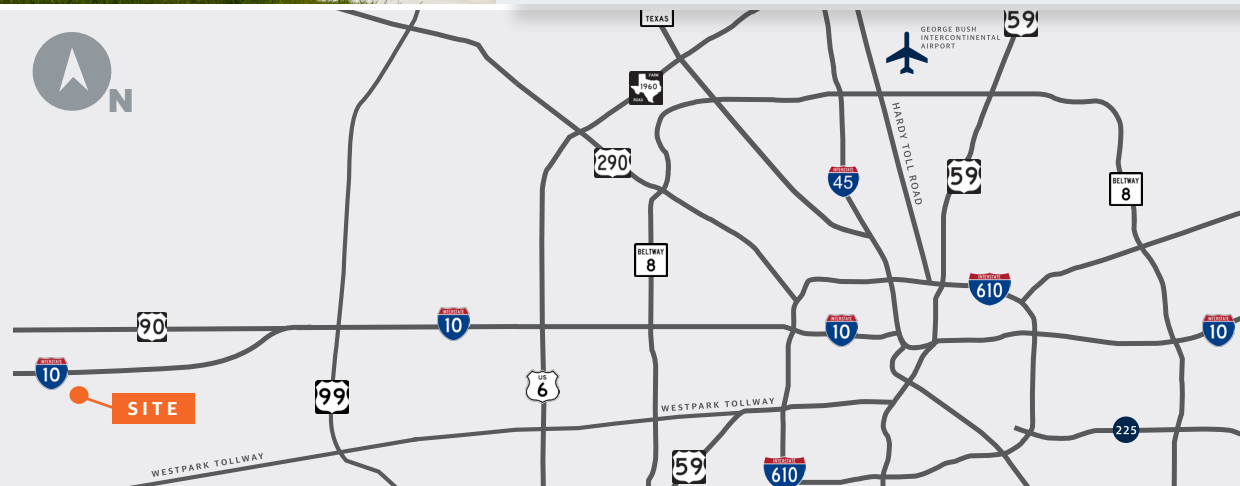 TEXAS
59
GEORGE BUSH
INTERCONTINENTAL
AIRPORT
FARM
1960
ROAD
N
HARDY TOLL ROAD
290
INTERSTATE
45
59
BELTWAY
8
BELTWAY
8
INTERSTATE
610
90
INTERSTATE
10
INTERSTATE
10
INTERSTATE
10
INTERSTATE
10
US
6
99
SITE
WESTPARK TOLLWAY
225
WESTPARK TOLLWAY
59
INTERSTATE
610